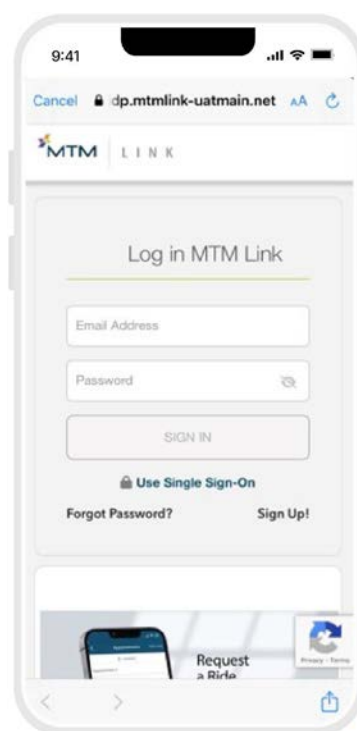 9:41
Cancel dp.mtmlink-uatmain.net AA
MTM LINK
Log in MTM Link
Email Address
Password
SIGN IN
Use Single Sign-On
Forgot Password? Sign Up!
Request
a Ride
Privacy - Terms